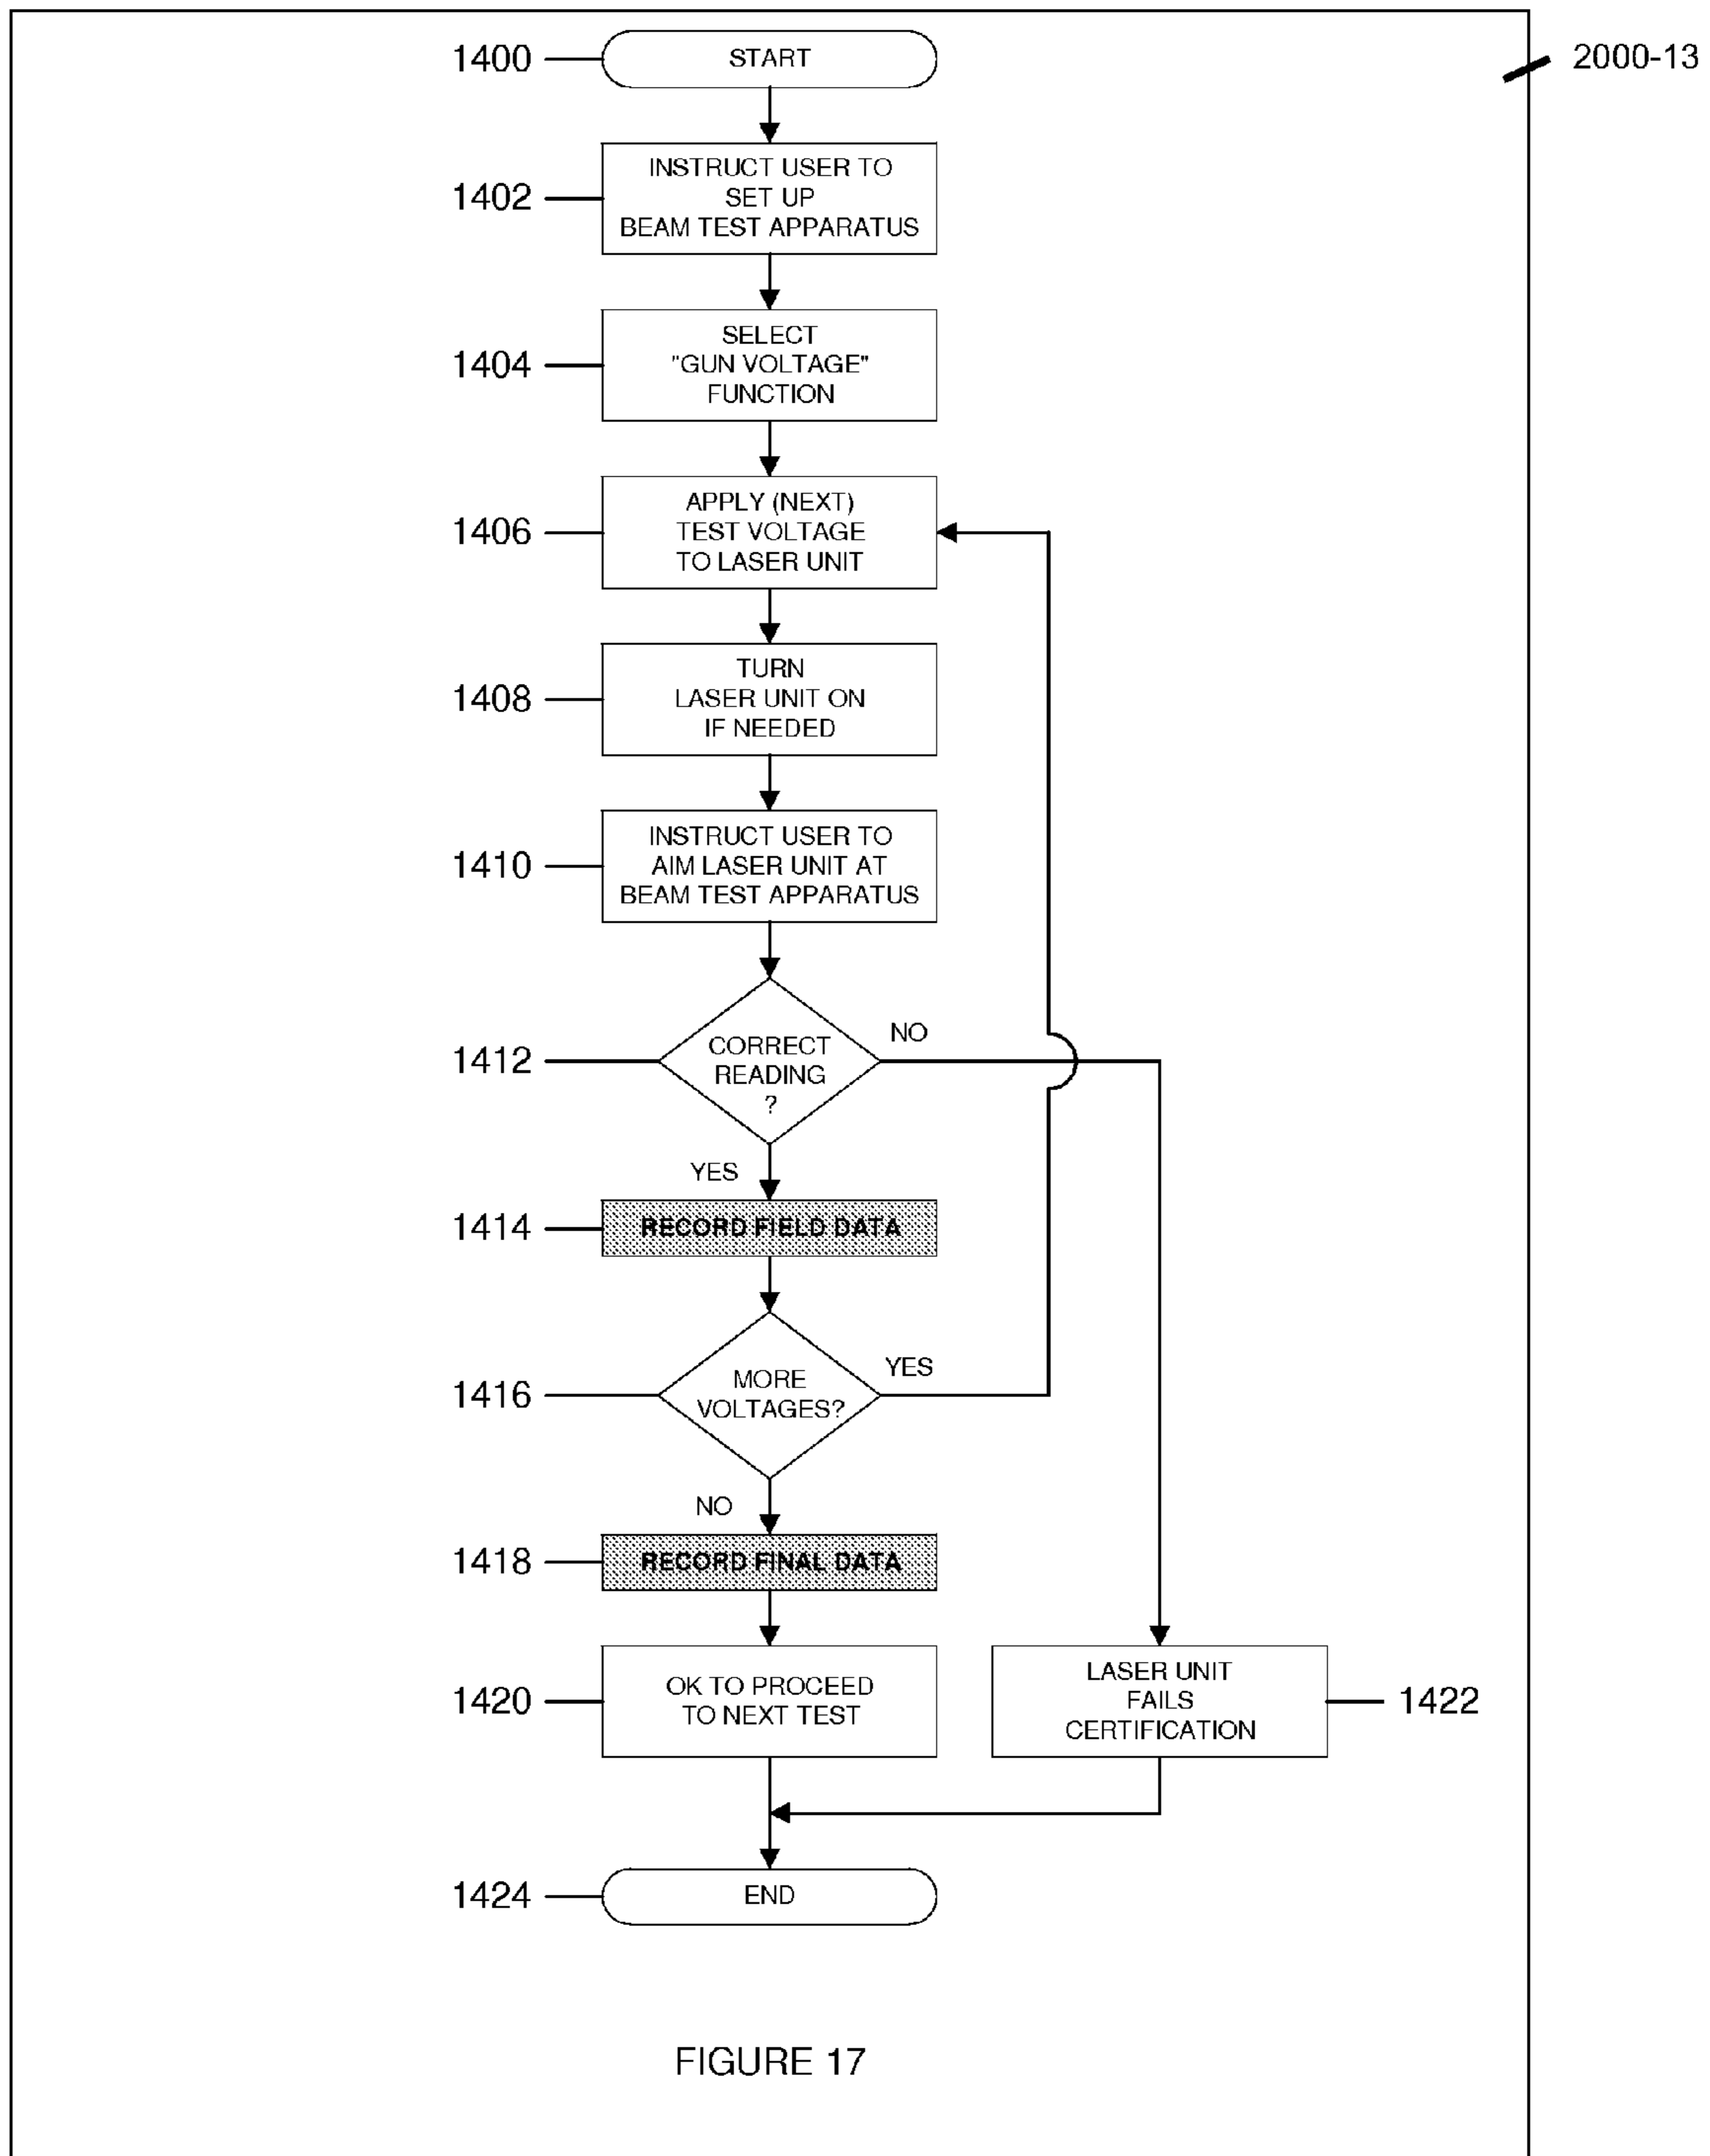 2000-13
1400
START
1402
INSTRUCT USER TO
SET UP
BEAM TEST APPARATUS
1404
SELECT
"GUN VOLTAGE"
FUNCTION
1406
APPLY (NEXT)
TEST VOLTAGE
TO LASER UNIT
1408
TURN
LASER UNIT ON
IF NEEDED
1410
INSTRUCT USER TO
AIM LASER UNIT AT
BEAM TEST APPARATUS
1412
CORRECT
READING
?
NO
YES
1414
RECORD FIELD DATA
1416
MORE
VOLTAGES?
YES
NO
1418
RECORD FINAL DATA
1420
OK TO PROCEED
TO NEXT TEST
LASER UNIT
FAILS
CERTIFICATION
1422
1424
END
FIGURE 17